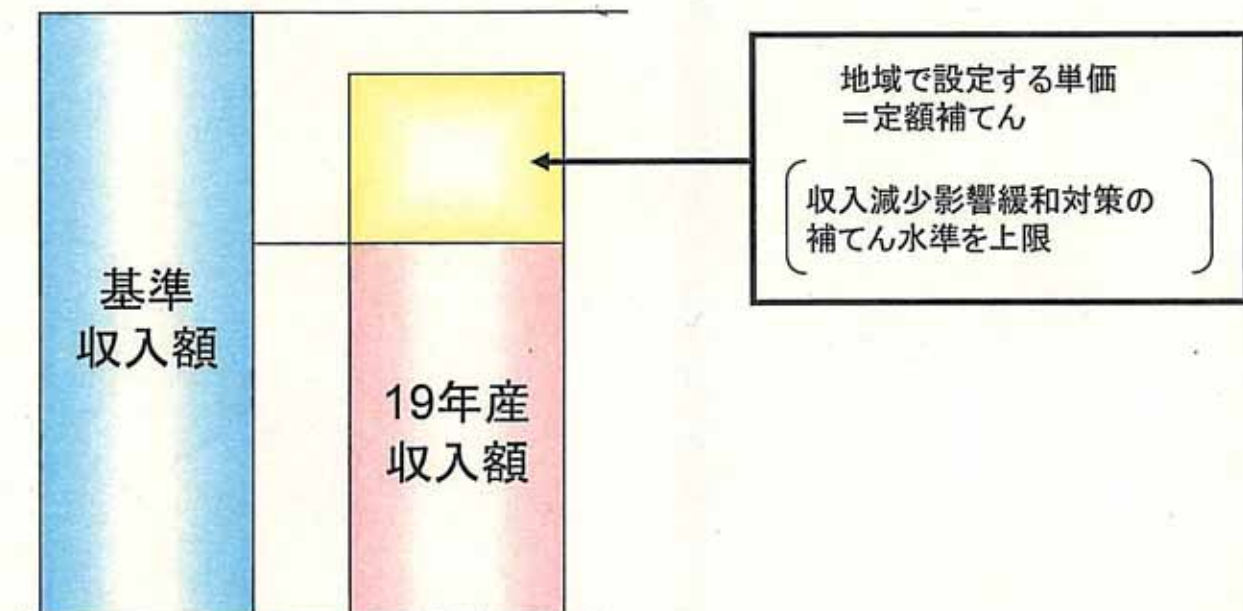 基準
収入額
19年産
収入額
地域で設定する単価
＝定額補てん
収入減少影響緩和対策の
補てん水準を上限